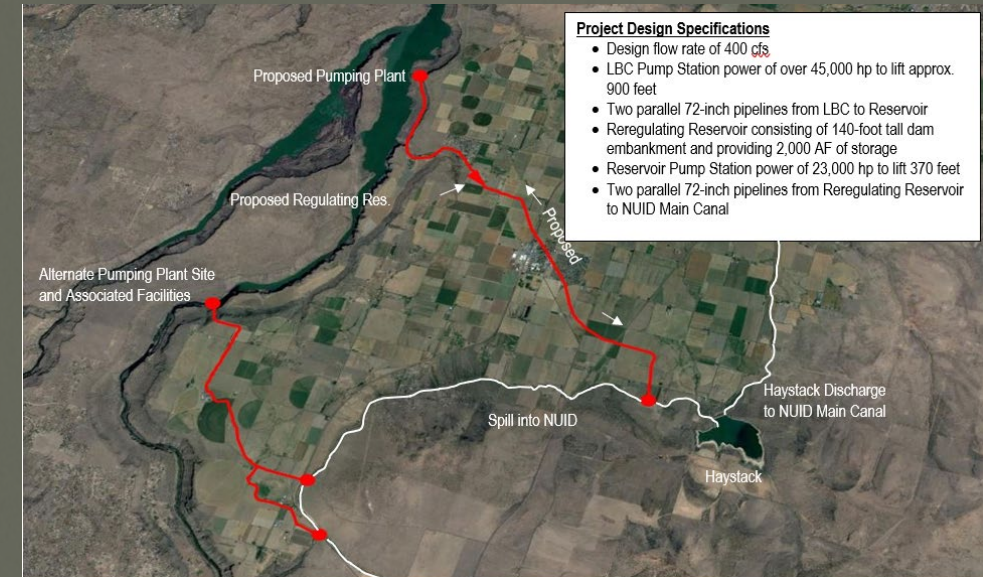 Project Design Specifications
• Design flow rate of 400 cfs
• LBC Pump Station power of over 45,000 hp to lift approx.
900 feet
• Two parallel 72-inch pipelines from LBC to Reservoir
• Reregulating Reservoir consisting of 140-foot tall dam
embankment and providing 2,000 AF of storage
• Reservoir Pump Station power of 23,000 hp to lift 370 feet
• Two parallel 72-inch pipelines from Reregulating Reservoir
to NUID Main Canal
Proposed Pumping Plant
Proposed Regulating Res.
Proposed
Alternate Pumping Plant Site
and Associated Facilities
Spill into NUID
Haystack Discharge
to NUID Main Canal
Haystack